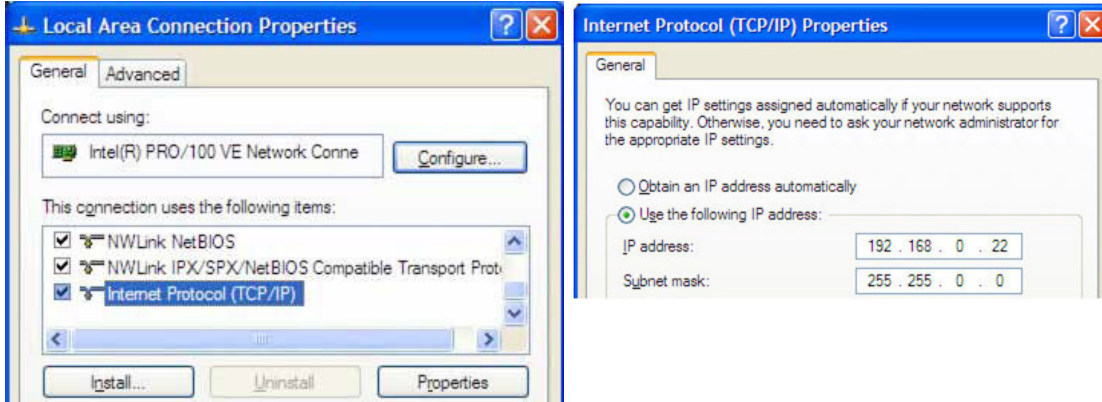 Local Area Connection Properties
General
Advanced
Connect using:
Intel(R) PRO/100 VE Network Conne
Configure...
This connection uses the following items:
NWLink NetBIOS
NWLink IPX/SPX/NetBIOS Compatible Transport Prot
Internet Protocol (TCP/IP)
Install...
Uninstall
Properties
Internet Protocol (TCP/IP) Properties
General
You can get IP settings assigned automatically if your network supports
this capability. Otherwise, you need to ask your network administrator for
the appropriate IP settings.
Obtain an IP address automatically
Use the following IP address:
IP address: 192 . 168 . 0 . 22
Subnet mask: 255 . 255 . 0 . 0